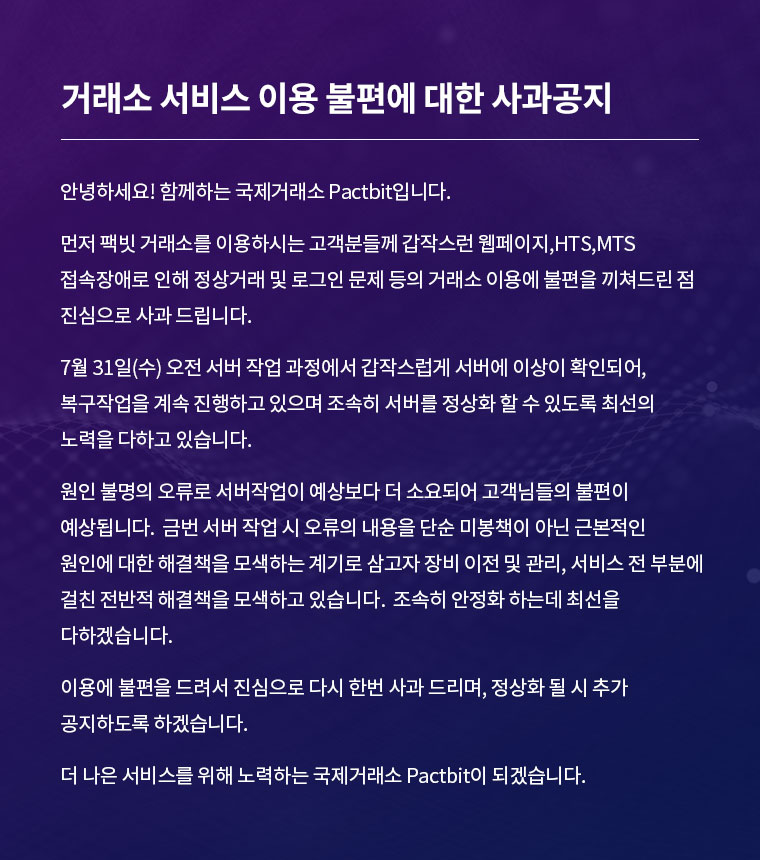 거래소 서비스 이용 불편에 대한 사과공지
안녕하세요! 함께하는 국제거래소 Pactbit입니다.
먼저 팩빗 거래소를 이용하시는 고객분들께 갑작스런 웹페이지,HTS,MTS
접속장애로 인해 정상거래 및 로그인 문제 등의 거래소 이용에 불편을 끼쳐드린 점
진심으로 사과 드립니다.
7월 31일(수) 오전 서버 작업 과정에서 갑작스럽게 서버에 이상이 확인되어,
복구작업을 계속 진행하고 있으며 조속히 서버를 정상화 할 수 있도록 최선의
노력을 다하고 있습니다.
원인 불명의 오류로 서버작업이 예상보다 더 소요되어 고객님들의 불편이
예상됩니다. 금번 서버 작업 시 오류의 내용을 단순 미봉책이 아닌 근본적인
원인에 대한 해결책을 모색하는 계기로 삼고자 장비 이전 및 관리, 서비스 전 부분에
걸친 전반적 해결책을 모색하고 있습니다. 조속히 안정화 하는데 최선을
다하겠습니다.
이용에 불편을 드려서 진심으로 다시 한번 사과 드리며, 정상화 될 시 추가
공지하도록 하겠습니다.
더 나은 서비스를 위해 노력하는 국제거래소 Pactbit이 되겠습니다.